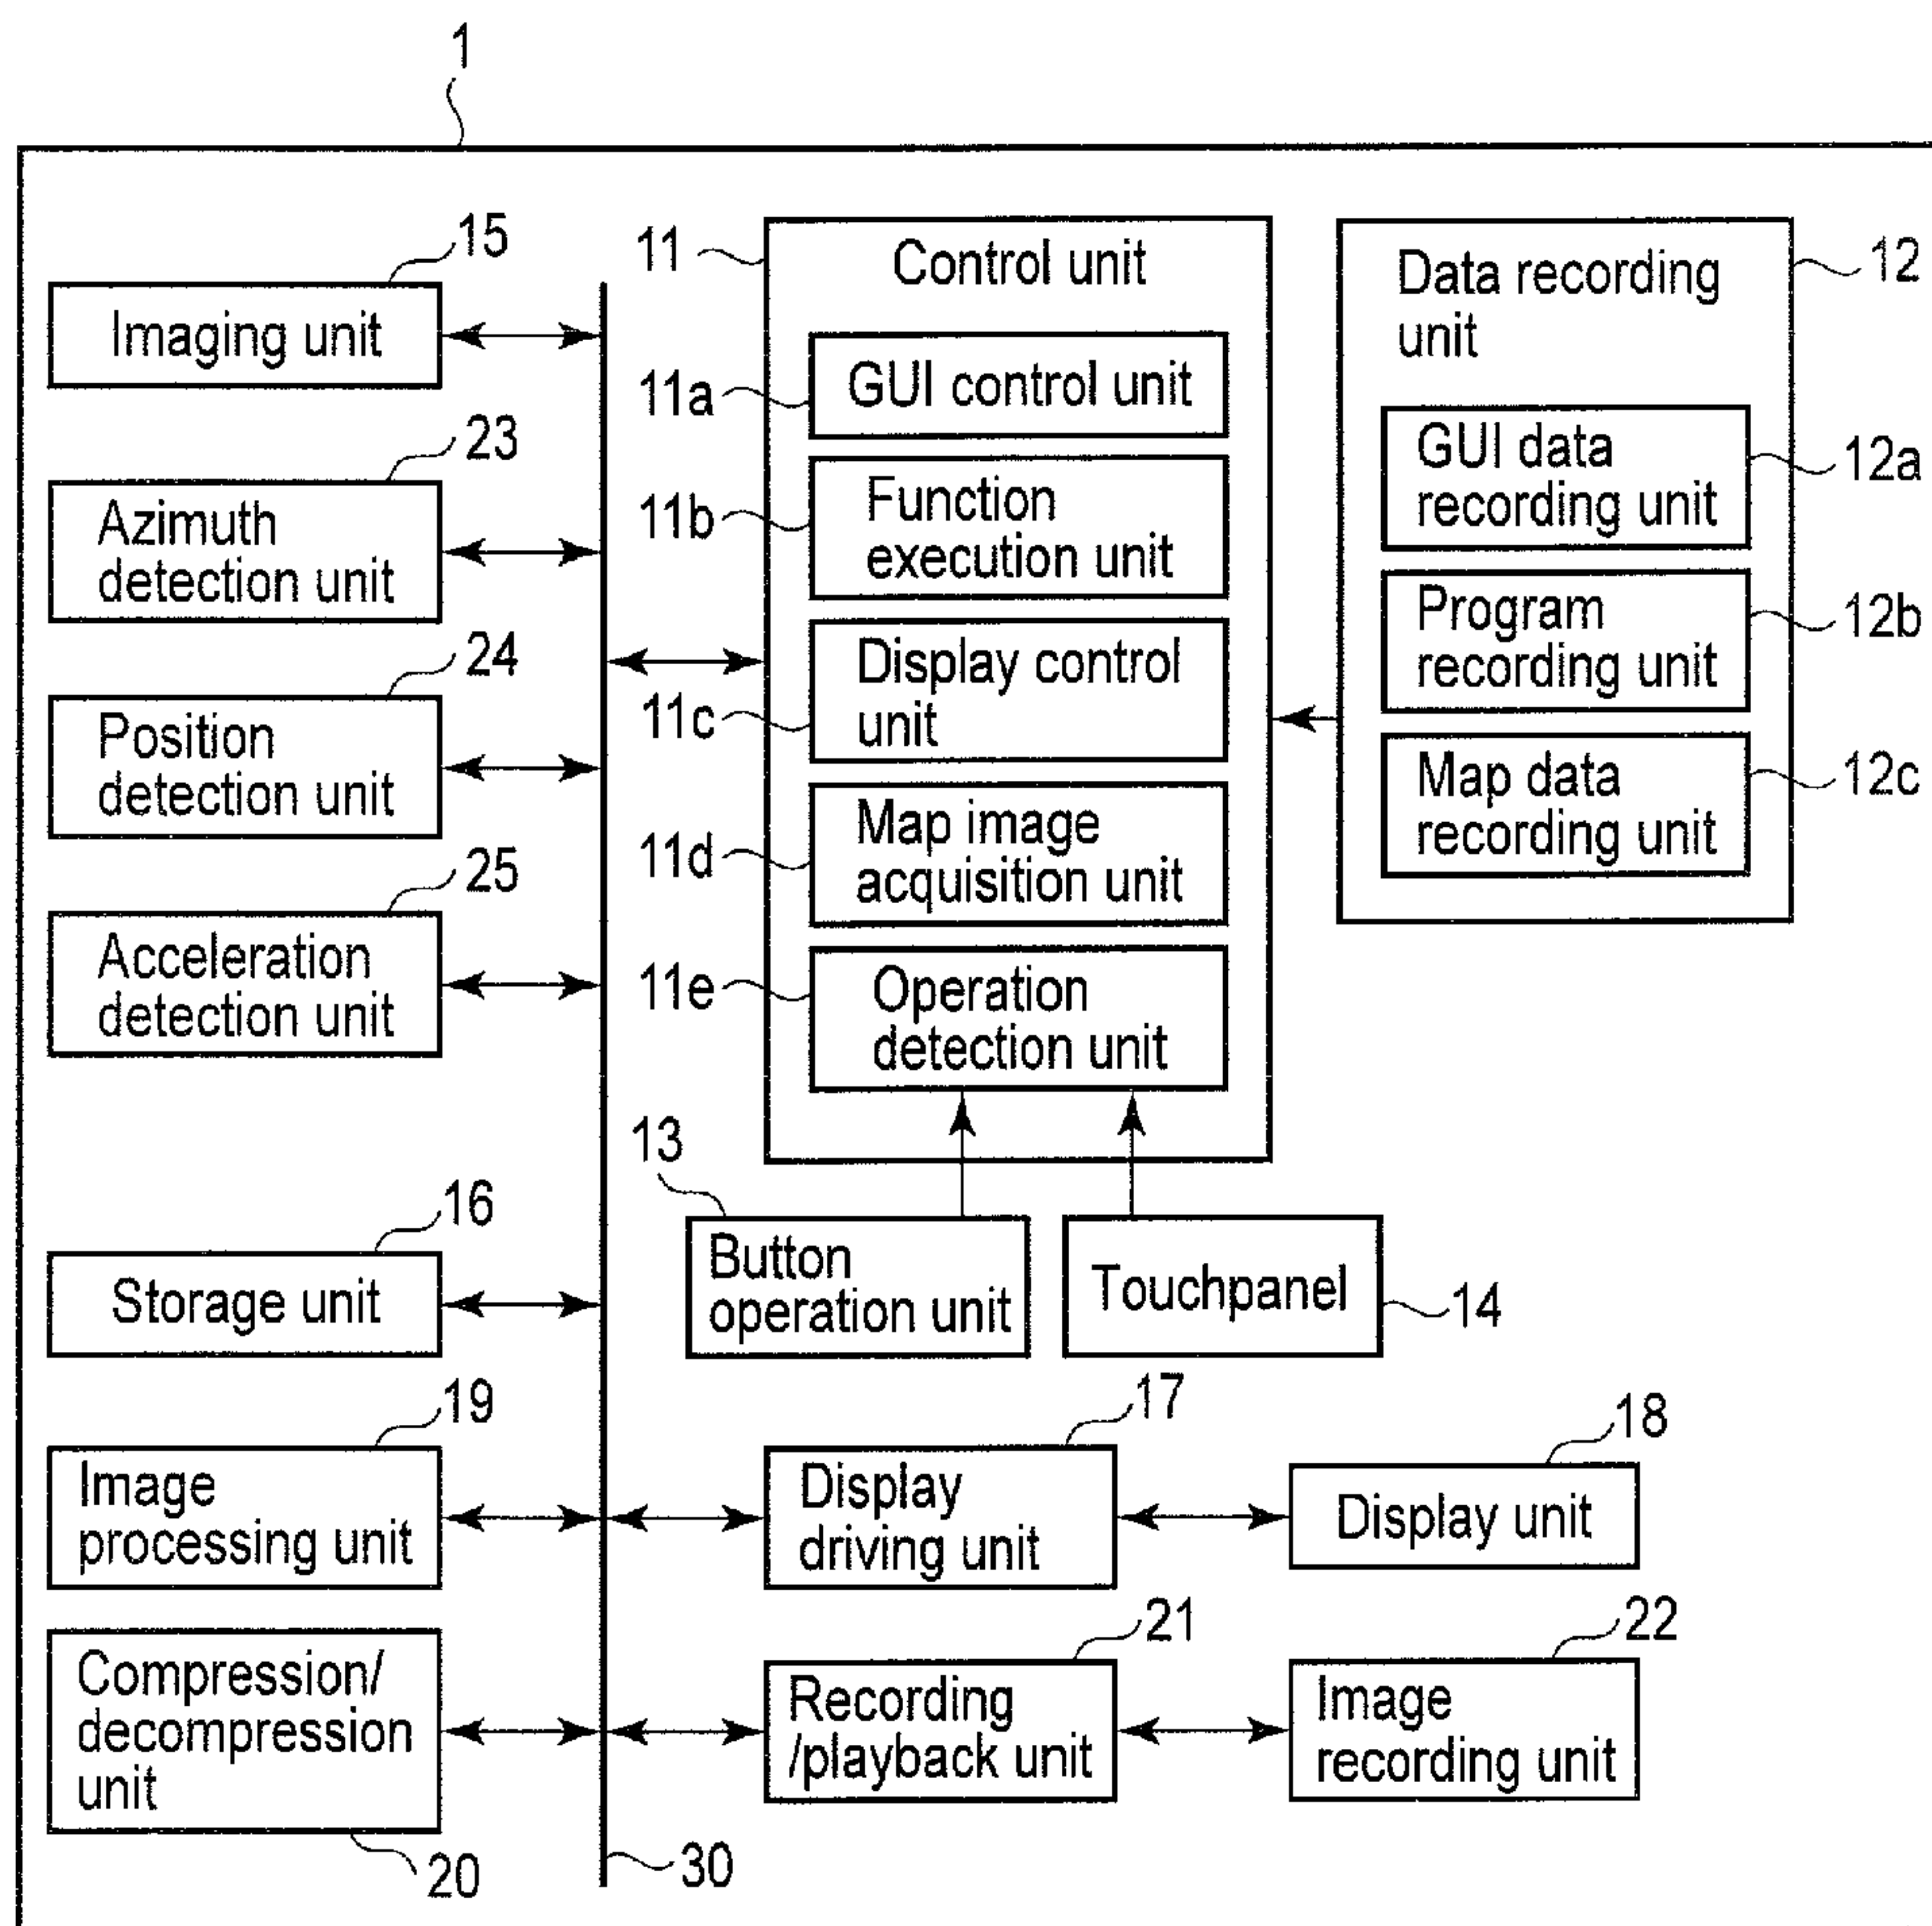 1
15
Imaging unit
23
Azimuth
detection unit
24
Position
detection unit
25
Acceleration
detection unit
16
Storage unit
19
Image
processing unit
Compression/
decompression
unit
20
30
11
Control unit
11a
GUI control unit
11b
Function
execution unit
11c
Display control
unit
11d
Map image
acquisition unit
11e
Operation
detection unit
12
Data recording
unit
12a
GUI data
recording unit
12b
Program
recording unit
12c
Map data
recording unit
13
Button
operation unit
Touchpanel
14
17
Display
driving unit
18
Display unit
21
Recording
/playback unit
22
Image
recording unit